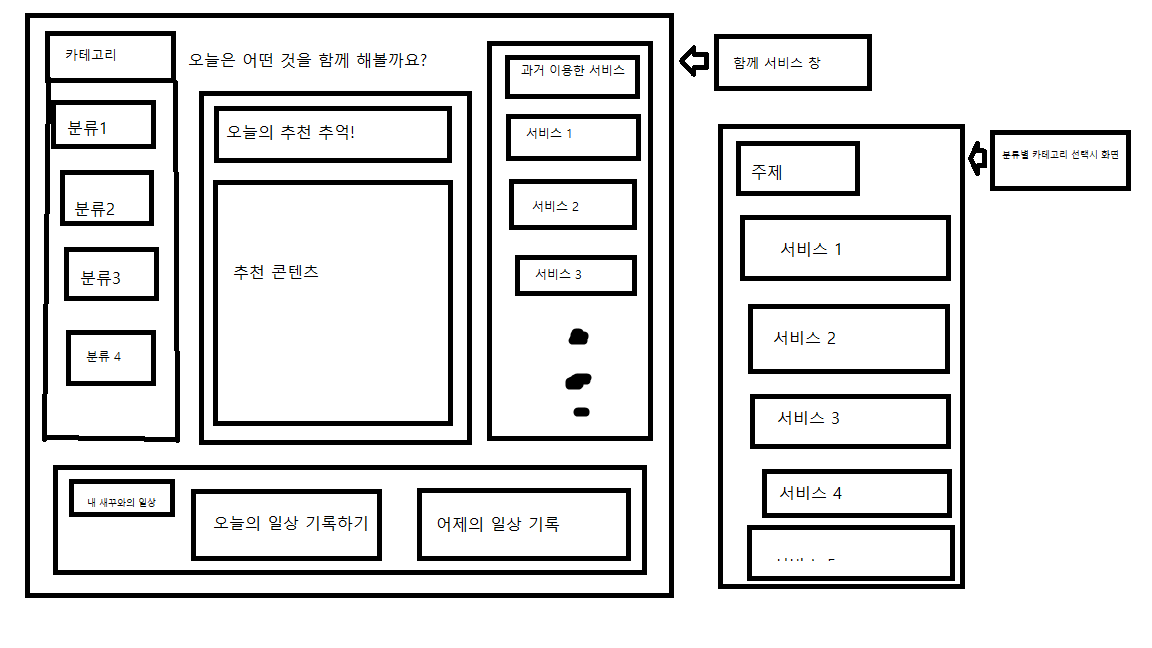 카테고리
오늘은 어떤 것을 함께 해볼까요?
분류1
분류2
분류3
분류 4
오늘의 추천 추억!
추천 콘텐츠
과거 이용한 서비스
서비스 1
서비스 2
서비스 3
내 새꾸와의 일상
오늘의 일상 기록하기
어제의 일상 기록
함께 서비스 창
주제
서비스 1
서비스 2
서비스 3
서비스 4
분류별 카테고리 선택시 화면